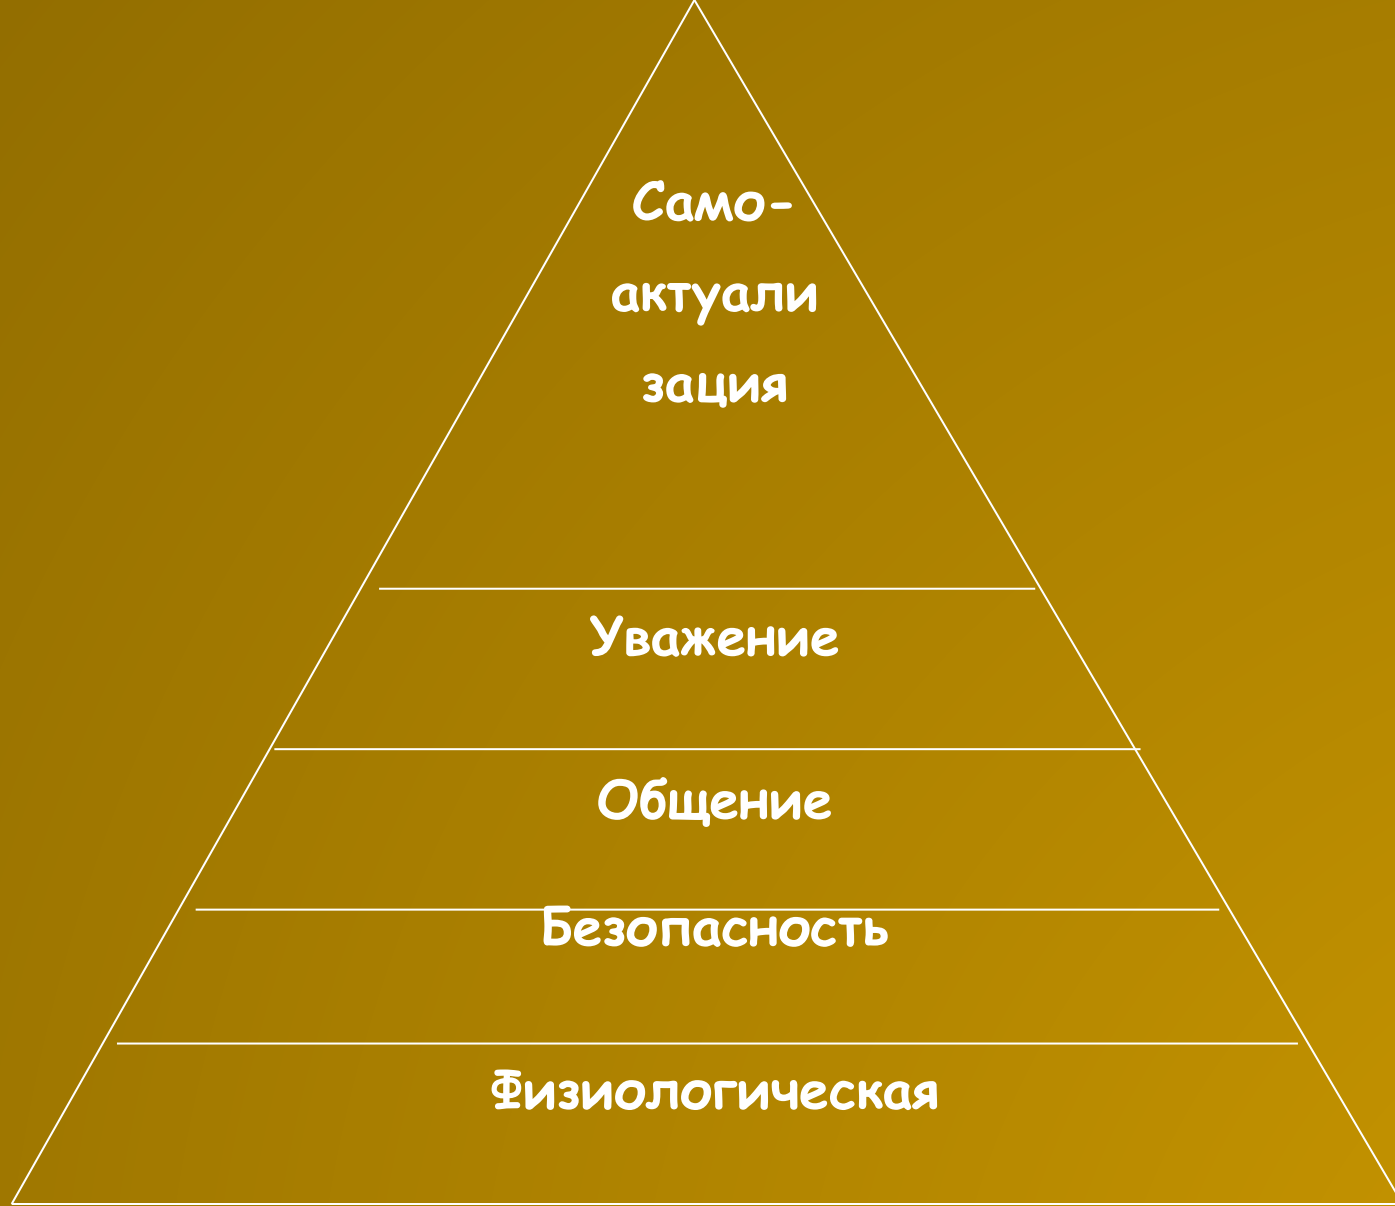 Само-
актуали
зация
Уважение
Общение
Безопасность
Физиологическая